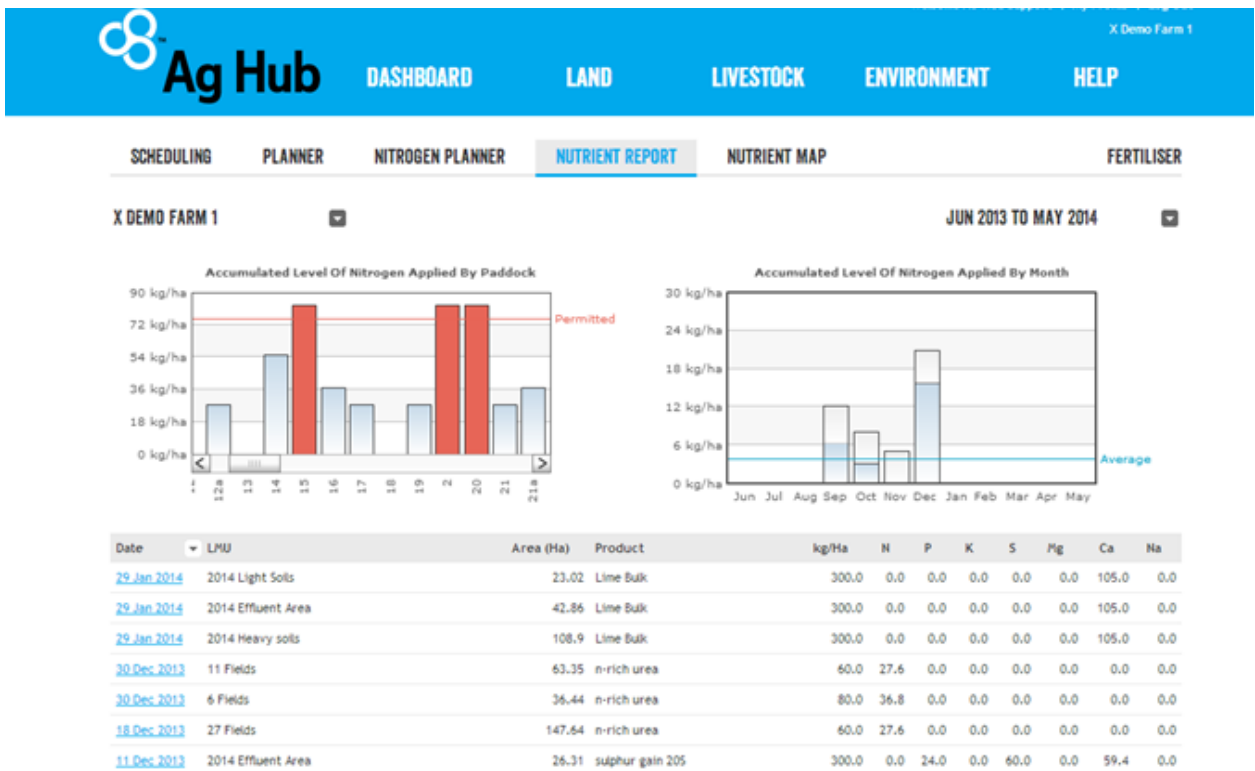 X Demo Farm 1
Ag Hub
DASHBOARD LAND LIVESTOCK ENVIRONMENT HELP
SCHEDULING PLANNER NITROGEN PLANNER NUTRIENT REPORT NUTRIENT MAP FERTILISER
X DEMO FARM 1 JUN 2013 TO MAY 2014
Accumulated Level Of Nitrogen Applied By Paddock
90 kg/ha
72 kg/ha
54 kg/ha
36 kg/ha
18 kg/ha
0 kg/ha
Permitted
12a 13 14 15 16 17 18 19 2 20 21 21a
Accumulated Level Of Nitrogen Applied By Month
30 kg/ha
24 kg/ha
18 kg/ha
12 kg/ha
6 kg/ha
0 kg/ha
Average
Jun Jul Aug Sep Oct Nov Dec Jan Feb Mar Apr May
Date LMU Area (Ha) Product kg/Ha N P K S Mg Ca Na
29 Jan 2014 2014 Light Soils 23.02 Lime Bulk 300.0 0.0 0.0 0.0 0.0 0.0 105.0 0.0
29 Jan 2014 2014 Effluent Area 42.86 Lime Bulk 300.0 0.0 0.0 0.0 0.0 0.0 105.0 0.0
29 Jan 2014 2014 Heavy soils 108.9 Lime Bulk 300.0 0.0 0.0 0.0 0.0 0.0 105.0 0.0
30 Dec 2013 11 Fields 63.35 n-rich urea 60.0 27.6 0.0 0.0 0.0 0.0 0.0 0.0
30 Dec 2013 6 Fields 36.44 n-rich urea 80.0 36.8 0.0 0.0 0.0 0.0 0.0 0.0
18 Dec 2013 27 Fields 147.64 n-rich urea 60.0 27.6 0.0 0.0 0.0 0.0 0.0 0.0
11 Dec 2013 2014 Effluent Area 26.31 sulphur gain 20S 300.0 0.0 24.0 0.0 60.0 0.0 59.4 0.0